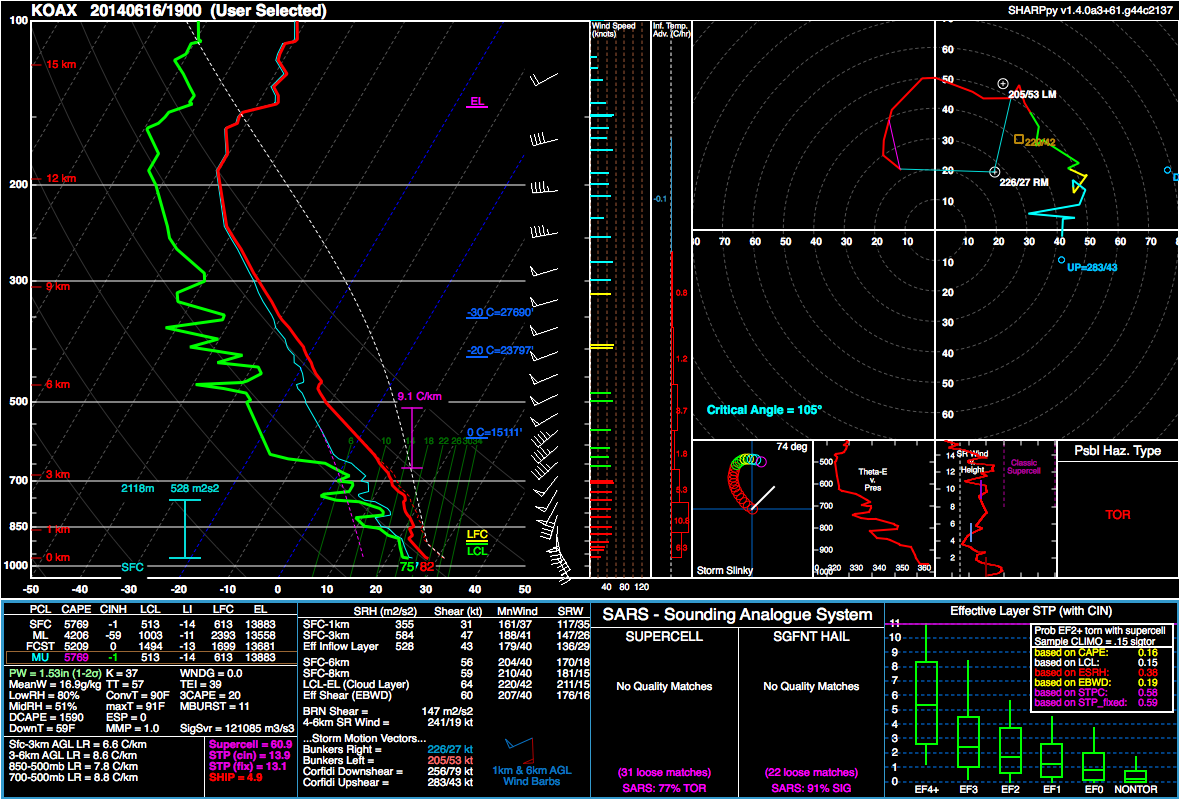 KOAX 20140616/1900 (User Selected)
SHARPpy v1.4.0a3+61.g44c2137
100
200
300
400
500
700
850
1000
15 km
12 km
9 km
6 km
3 km
1 km
0 km
EL
-30 C=27690'
-20 C=23797'
9.1 C/km
0 C=15111'
6 10 14 18 22 26 30 34
2118m 528 m2s2
SFC
LFC
LCL
75° 82
-50 -40 -30 -20 -10 0 10 20 30 40 50
Wind Speed
(knots)
40 80 120
Inf. Temp.
Adv. (C/hr)
-0.1
0.8
1.2
3.7
1.8
5.3
10.8
6.3
60
50
40
30
20
10
205/53 LM
226/27 RM
UP=283/43
70 60 50 40 30 20 10 10 20 30 40 50 60 70
10
20
30
40
50
60
Critical Angle = 105°
74 deg
Storm Slinky
Theta-E
v.
Pres
500
600
700
800
900
320 330 340 350 360
SR Wind
v.
Height
Classic
Supercell
14
12
10
8
6
4
2
Psbl Haz. Type
TOR
PCL CAPE CINH LCL LI LFC EL
SFC 5769 -1 513 -14 613 13883
ML 4206 -59 1003 -11 2393 13558
FCST 5209 0 1494 -13 1699 13681
MU 5769 -1 513 -14 613 13883
PW = 1.53in (1-2σ) K = 37 WNDG = 0.0
MeanW = 16.9g/kg TT = 57 TEI = 39
LowRH = 80% ConvT = 90F 3CAPE = 20
MidRH = 51% maxT = 91F MBURST = 11
DCAPE = 1590 ESP = 0
DownT = 59F MMP = 1.0 SigSvr = 121085 m3/s3
Sfc-3km AGL LR = 6.6 C/km
3-6km AGL LR = 8.6 C/km
850-500mb LR = 7.8 C/km
700-500mb LR = 8.8 C/km
Supercell = 60.9
STP (cin) = 13.9
STP (fix) = 13.1
SHIP = 4.9
SRH (m2/s2) Shear (kt) MnWind SRW
SFC-1km 355 31 161/37 117/35
SFC-3km 584 47 188/41 147/26
Eff Inflow Layer 528 43 179/40 136/29
SFC-6km 56 204/40 170/18
SFC-8km 59 210/40 181/15
LCL-EL (Cloud Layer) 64 220/42 211/15
Eff Shear (EBWD) 60 207/40 176/16
BRN Shear = 147 m2/s2
4-6km SR Wind = 241/19 kt
...Storm Motion Vectors...
Bunkers Right = 226/27 kt
Bunkers Left = 205/53 kt
Corfidi Downshear = 256/79 kt
Corfidi Upshear = 283/43 kt
1km & 6km AGL
Wind Barbs
SARS - Sounding Analogue System
SUPERCELL
No Quality Matches
(31 loose matches)
SARS: 77% TOR
SGFNT HAIL
No Quality Matches
(22 loose matches)
SARS: 91% SIG
Effective Layer STP (with CIN)
11
10
9
8
7
6
5
4
3
2
1
0
EF4+ EF3 EF2 EF1 EF0 NONTOR
Prob EF2+ torn with supercell
Sample CLIMO = .15 sigtor
based on CAPE: 0.16
based on LCL: 0.15
based on ESRH: 0.38
based on EBWD: 0.19
based on STPC: 0.58
based on STP_fixed: 0.59